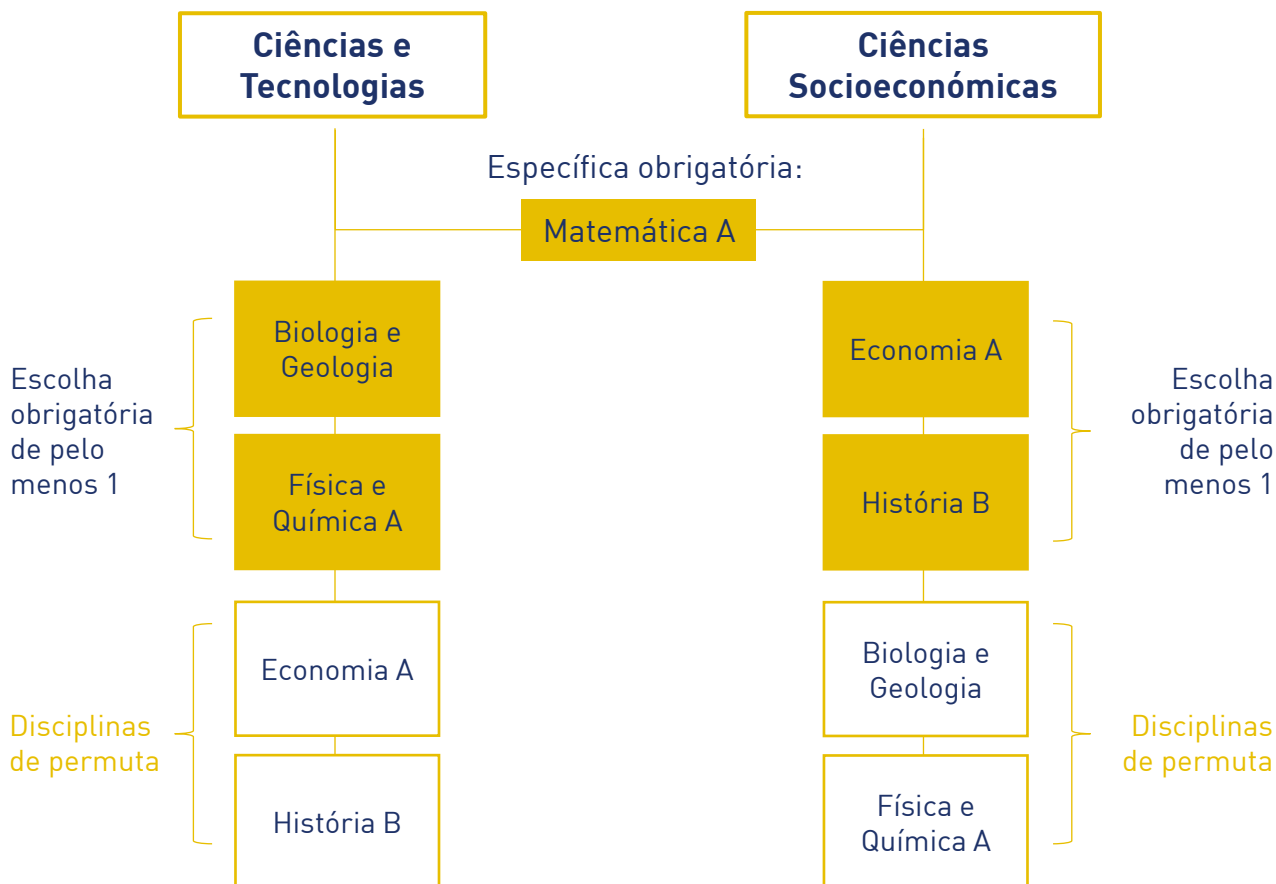 Ciências e
Tecnologias
Ciências
Socioeconómicas
Específica obrigatória:
Matemática A
Escolha
obrigatória
de pelo
menos 1
Biologia e
Geologia
Física e
Química A
Disciplinas
de permuta
Economia A
História B
Economia A
História B
Escolha
obrigatória
de pelo
menos 1
Biologia e
Geologia
Física e
Química A
Disciplinas
de permuta